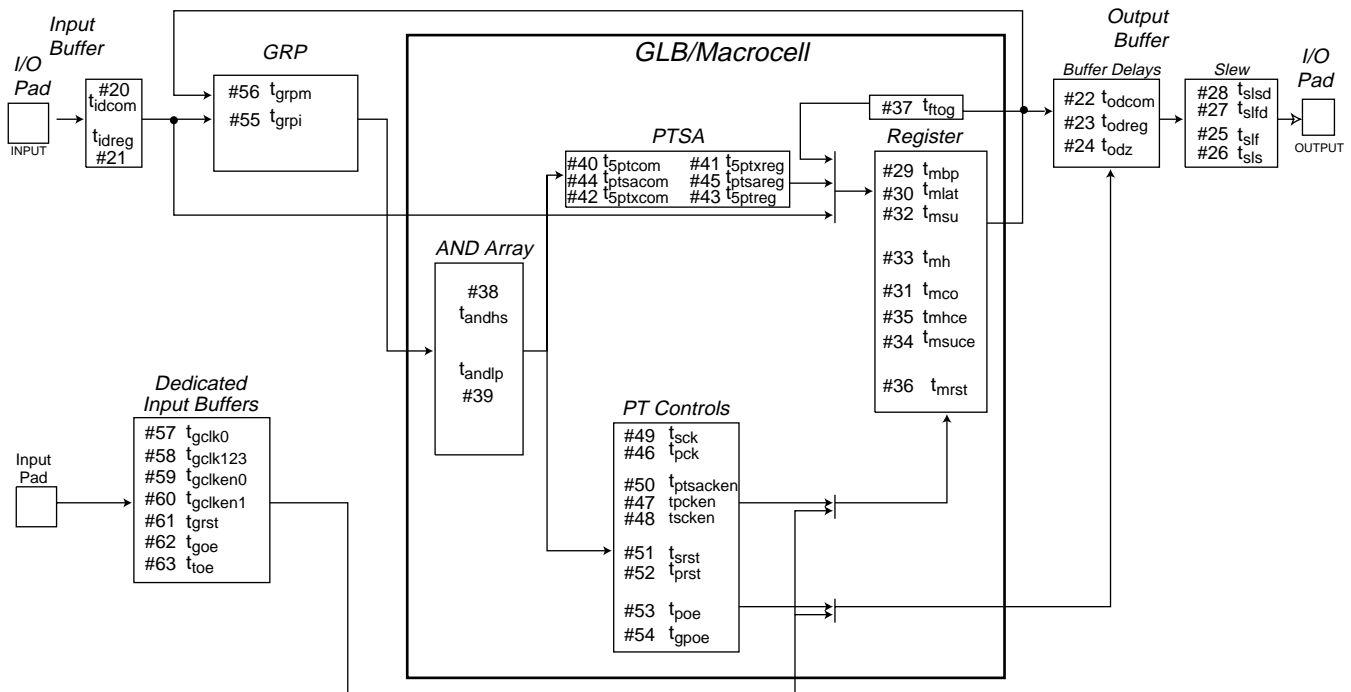 Input
Buffer
I/O
Pad
INPUT
#20
tidcom
tidreg
#21
GRP
#56 tgrpm
#55 tgrpi
GLB/Macrocell
#37 tftog
PTSA
#40 t5ptcom #41 t5ptxreg
#44 tptsacom #45 tptsareg
#42 t5ptxcom #43 t5ptreg
Register
#29 tmbp
#30 tmlat
#32 tmsu
#33 tmh
#31 tmco
#35 tmhce
#34 tmsuce
#36 tmrst
AND Array
#38
tandhs
tandlp
#39
PT Controls
#49 tsck
#46 tpck
#50 tptsacken
#47 tpcken
#48 tscken
#51 tsrst
#52 tprst
#53 tpoe
#54 tgpoe
Output
Buffer
Buffer Delays
#22 todcom
#23 todreg
#24 todz
Slew
#28 tslsd
#27 tslfd
#25 tslf
#26 tsls
I/O
Pad
OUTPUT
Dedicated
Input Buffers
Input
Pad
#57 tgclk0
#58 tgclk123
#59 tgclken0
#60 tgclken1
#61 tgrst
#62 tgoe
#63 ttoe